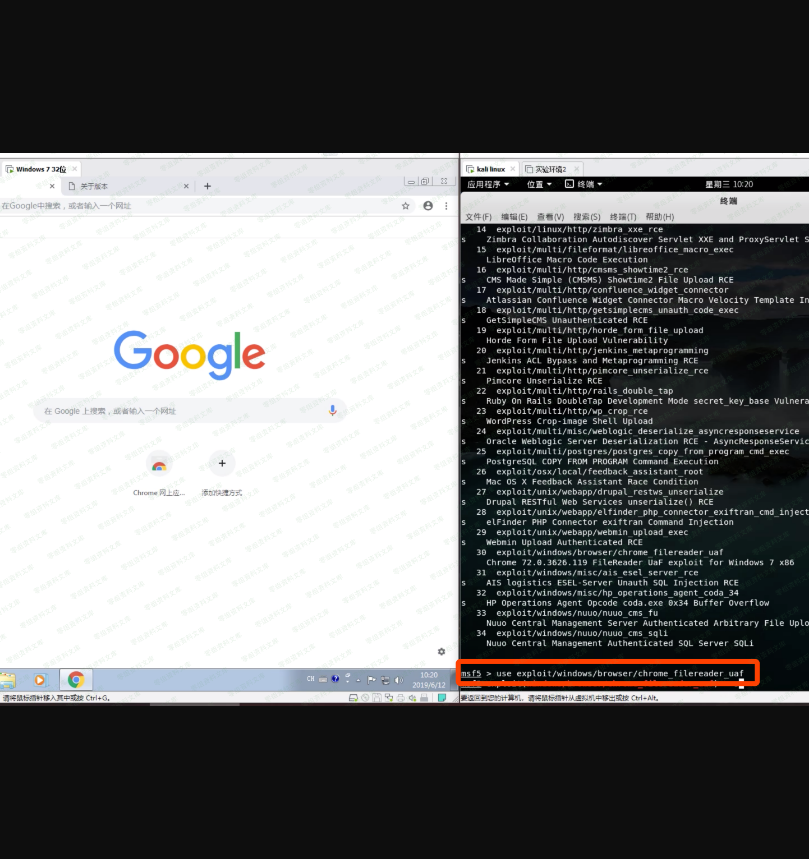 Windows 7 32位
关于版本
在Google中搜索，或者输入一个网址
Google
在 Google 上搜索，或者输入一个网址
Chrome 网上应...
添加快捷方式
CH
10:20
2019/6/12
请将鼠标指针移入其中或按 Ctrl+G。
kali linux
实验环境2
应用程序
位置
终端
星期三 10:20
终端
文件(F) 编辑(E) 查看(V) 搜索(S) 终端(T) 帮助(H)
14 exploit/linux/http/zimbra_xxe_rce
s Zimbra Collaboration Autodiscover Servlet XXE and ProxyServlet S
15 exploit/multi/fileformat/libreoffice_macro_exec
LibreOffice Macro Code Execution
16 exploit/multi/http/cmsms_showtime2_rce
s CMS Made Simple (CMSMS) Showtime2 File Upload RCE
17 exploit/multi/http/confluence_widget_connector
s Atlassian Confluence Widget Connector Macro Velocity Template In
18 exploit/multi/http/getsimplecms_unauth_code_exec
s GetSimpleCMS Unauthenticated RCE
19 exploit/multi/http/horde_form_file_upload
Horde Form File Upload Vulnerability
20 exploit/multi/http/jenkins_metaprogramming
s Jenkins ACL Bypass and Metaprogramming RCE
21 exploit/multi/http/pimcore_unserialize_rce
s Pimcore Unserialize RCE
22 exploit/multi/http/rails_double_tap
s Ruby On Rails DoubleTap Development Mode secret_key_base Vulnera
23 exploit/multi/http/wp_crop_rce
s WordPress Crop-image Shell Upload
24 exploit/multi/misc/weblogic_deserialize_asyncresponseservice
s Oracle Weblogic Server Deserialization RCE - AsyncResponseServic
25 exploit/multi/postgres/postgres_copy_from_program_cmd_exec
s PostgreSQL COPY FROM PROGRAM Command Execution
26 exploit/osx/local/feedback_assistant_root
s Mac OS X Feedback Assistant Race Condition
27 exploit/unix/webapp/drupal_restws_unserialize
s Drupal RESTful Web Services unserialize() RCE
28 exploit/unix/webapp/elfinder_php_connector_exiftran_cmd_inject
s elFinder PHP Connector exiftran Command Injection
29 exploit/unix/webapp/webmin_upload_exec
s Webmin Upload Authenticated RCE
30 exploit/windows/browser/chrome_filereader_uaf
Chrome 72.0.3626.119 FileReader UaF exploit for Windows 7 x86
31 exploit/windows/misc/ais_esel_server_rce
s AIS logistics ESEL-Server Unauth SQL Injection RCE
32 exploit/windows/misc/hp_operations_agent_coda_34
s HP Operations Agent Opcode coda.exe 0x34 Buffer Overflow
33 exploit/windows/nuuo/nuuo_cms_fu
Nuuo Central Management Server Authenticated Arbitrary File Uplo
34 exploit/windows/nuuo/nuuo_cms_sqli
Nuuo Central Management Authenticated SQL Server SQLi
msf5 > use exploit/windows/browser/chrome_filereader_uaf
要返回到您的计算机，请将鼠标指针从虚拟机中移出或按 Ctrl+Alt。